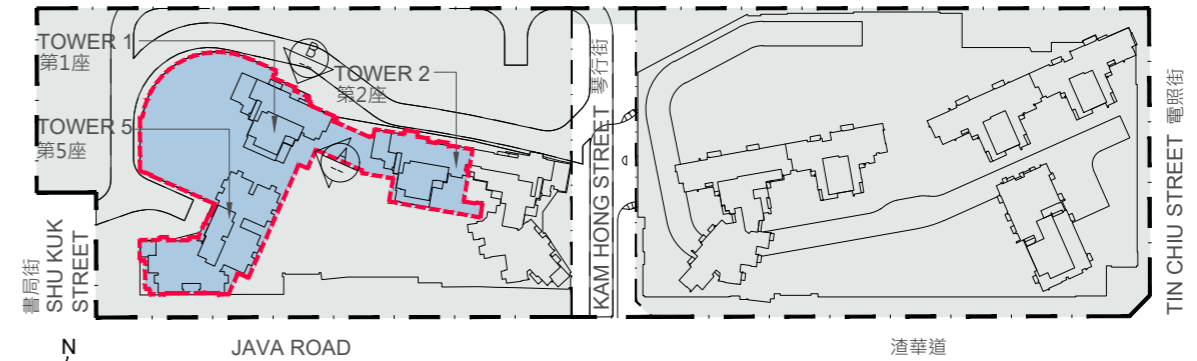 TOWER 1
第1座
B
TOWER 2
第2座
TOWER 5
第5座
A
書局街
SHU KUK
STREET
琴行街
KAM HONG STREET
電照街
TIN CHIU STREET
N
JAVA ROAD
渣華道